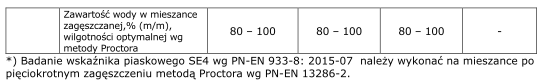 Zawartość wody w mieszance
zagęszczanej,% (m/m),
wilgotności optymalnej wg
metody Proctora
80 – 100
80 – 100
80 – 100
-
*) Badanie wskaźnika piaskowego SE4 wg PN-EN 933-8: 2015-07 należy wykonać na mieszance po
pięciokrotnym zagęszczeniu metodą Proctora wg PN-EN 13286-2.